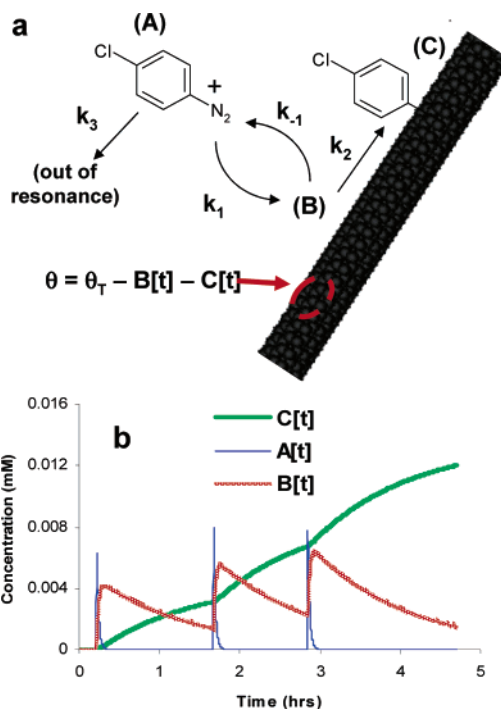 a
(A)
(C)
Cl
Cl
+
N₂
k₃
k₋₁
k₂
(out of
resonance)
k₁
(B)
θ = θ_T – B[t] – C[t]
b
C[t]
A[t]
B[t]
Concentration (mM)
0.016
0.012
0.008
0.004
0
0 1 2 3 4 5
Time (hrs)